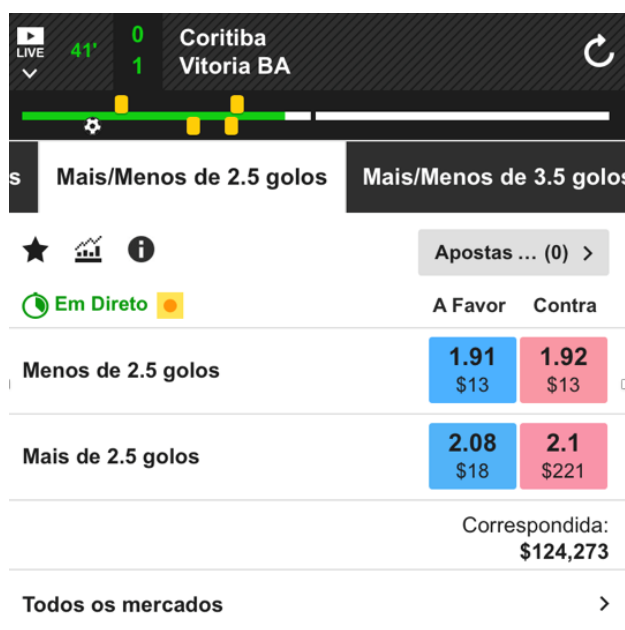 LIVE
41'
0
1
Coritiba
Vitoria BA
s
Mais/Menos de 2.5 golos
Mais/Menos de 3.5 golos
Apostas ... (0)
Em Direto
A Favor
Contra
Menos de 2.5 golos
1.91
$13
1.92
$13
Mais de 2.5 golos
2.08
$18
2.1
$221
Correspondida:
$124,273
Todos os mercados